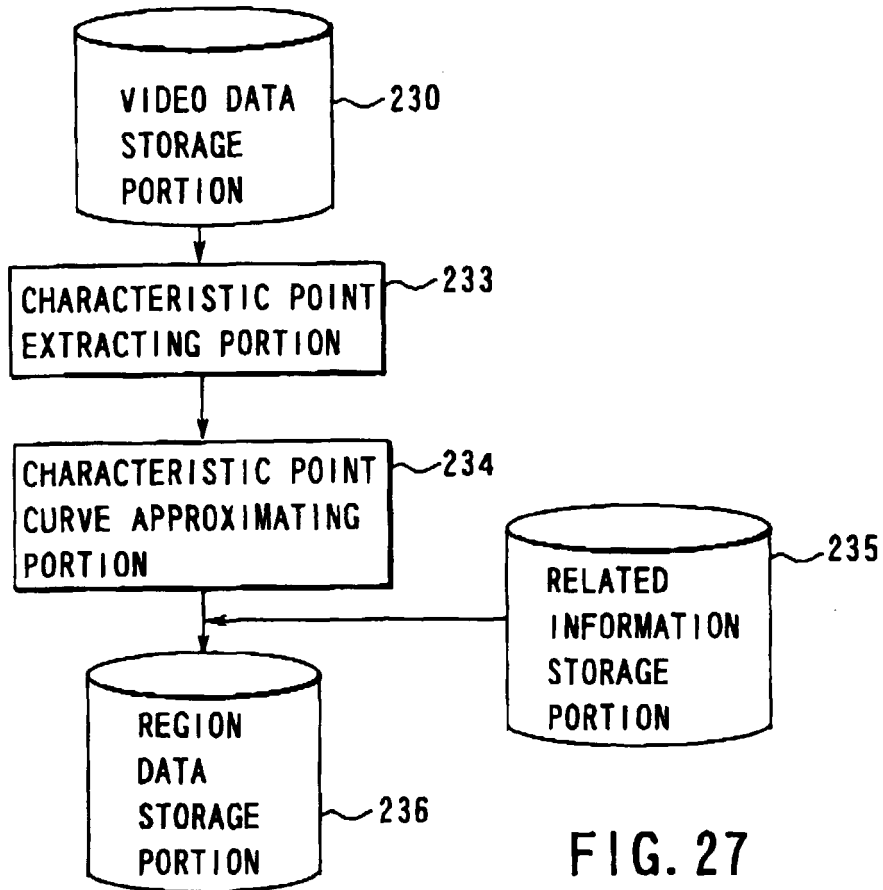 VIDEO DATA
STORAGE
PORTION
230
CHARACTERISTIC POINT
EXTRACTING PORTION
233
CHARACTERISTIC POINT
CURVE APPROXIMATING
PORTION
234
RELATED
INFORMATION
STORAGE
PORTION
235
REGION
DATA
STORAGE
PORTION
236
FIG. 27